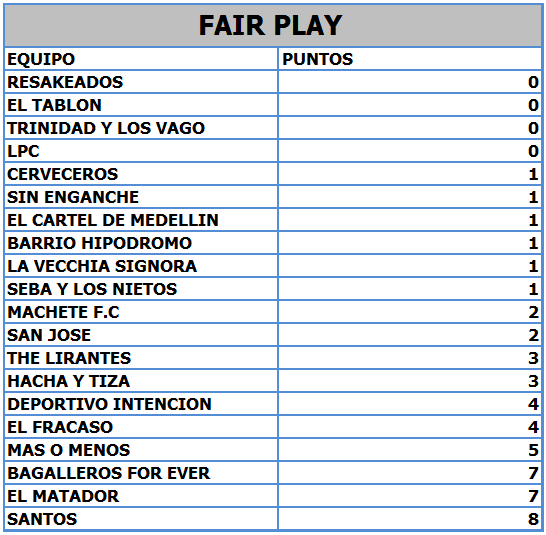 FAIR PLAY
EQUIPO PUNTOS
RESAKEADOS 0
EL TABLON 0
TRINIDAD Y LOS VAGO 0
LPC 0
CERVECEROS 1
SIN ENGANCHE 1
EL CARTEL DE MEDELLIN 1
BARRIO HIPODROMO 1
LA VECCHIA SIGNORA 1
SEBA Y LOS NIETOS 1
MACHETE F.C 2
SAN JOSE 2
THE LIRANTES 3
HACHA Y TIZA 3
DEPORTIVO INTENCION 4
EL FRACASO 4
MAS O MENOS 5
BAGALLEROS FOR EVER 7
EL MATADOR 7
SANTOS 8